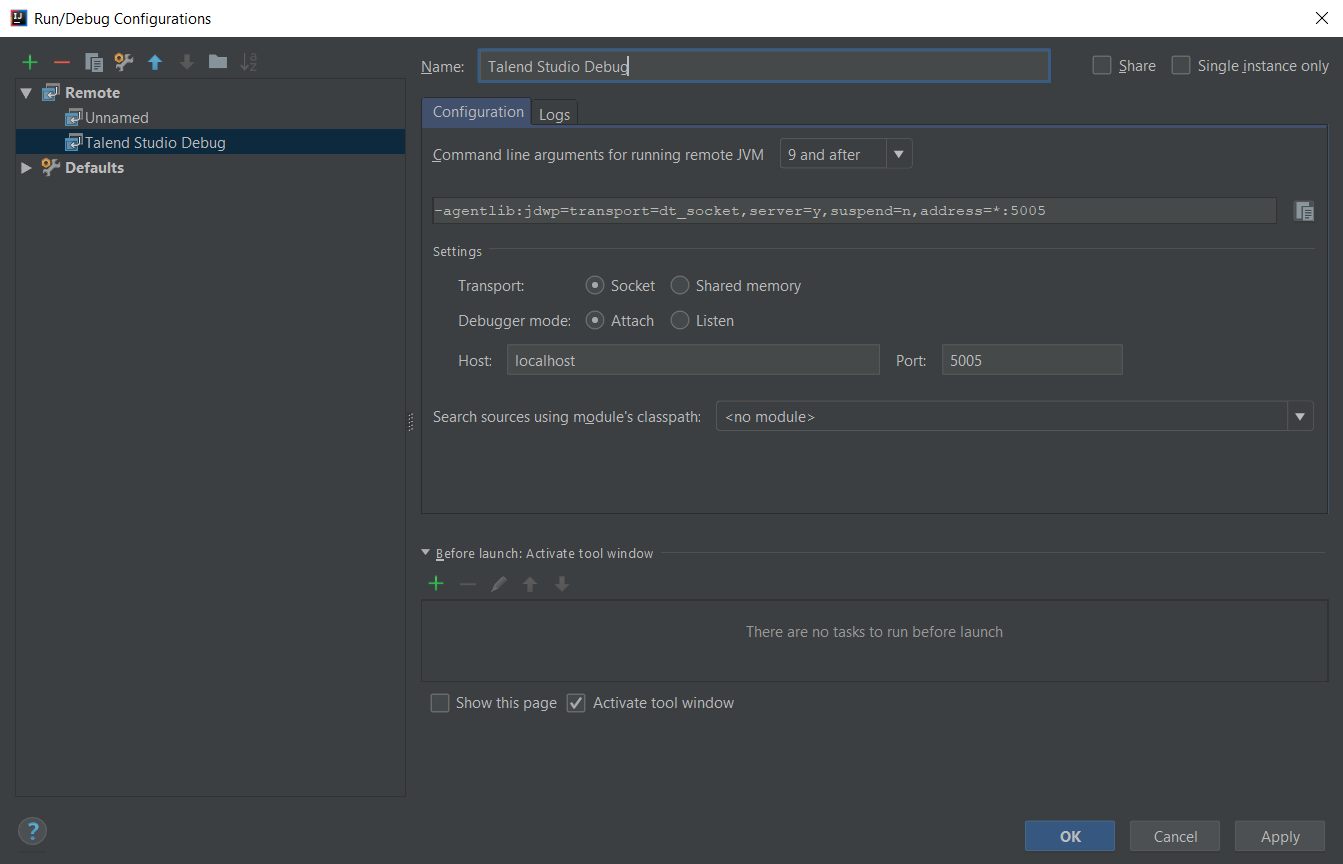 Run/Debug Configurations
Name: Talend Studio Debug
Share
Single instance only
Remote
Unnamed
Talend Studio Debug
Defaults
Configuration
Logs
Command line arguments for running remote JVM 9 and after
-agentlib:jdwp=transport=dt_socket,server=y,suspend=n,address=*:5005
Settings
Transport: Socket Shared memory
Debugger mode: Attach Listen
Host: localhost Port: 5005
Search sources using module's classpath: <no module>
Before launch: Activate tool window
There are no tasks to run before launch
Show this page Activate tool window
?
OK Cancel Apply